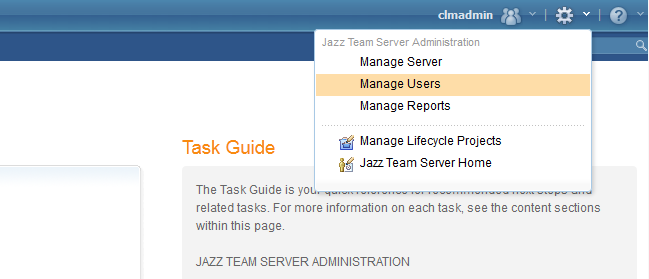 clmadmin
Jazz Team Server Administration
Manage Server
Manage Users
Manage Reports
Manage Lifecycle Projects
Jazz Team Server Home
Task Guide
The Task Guide is your quick reference for recommended next steps and
related tasks. For more information on each task, see the content sections
within this page.
JAZZ TEAM SERVER ADMINISTRATION